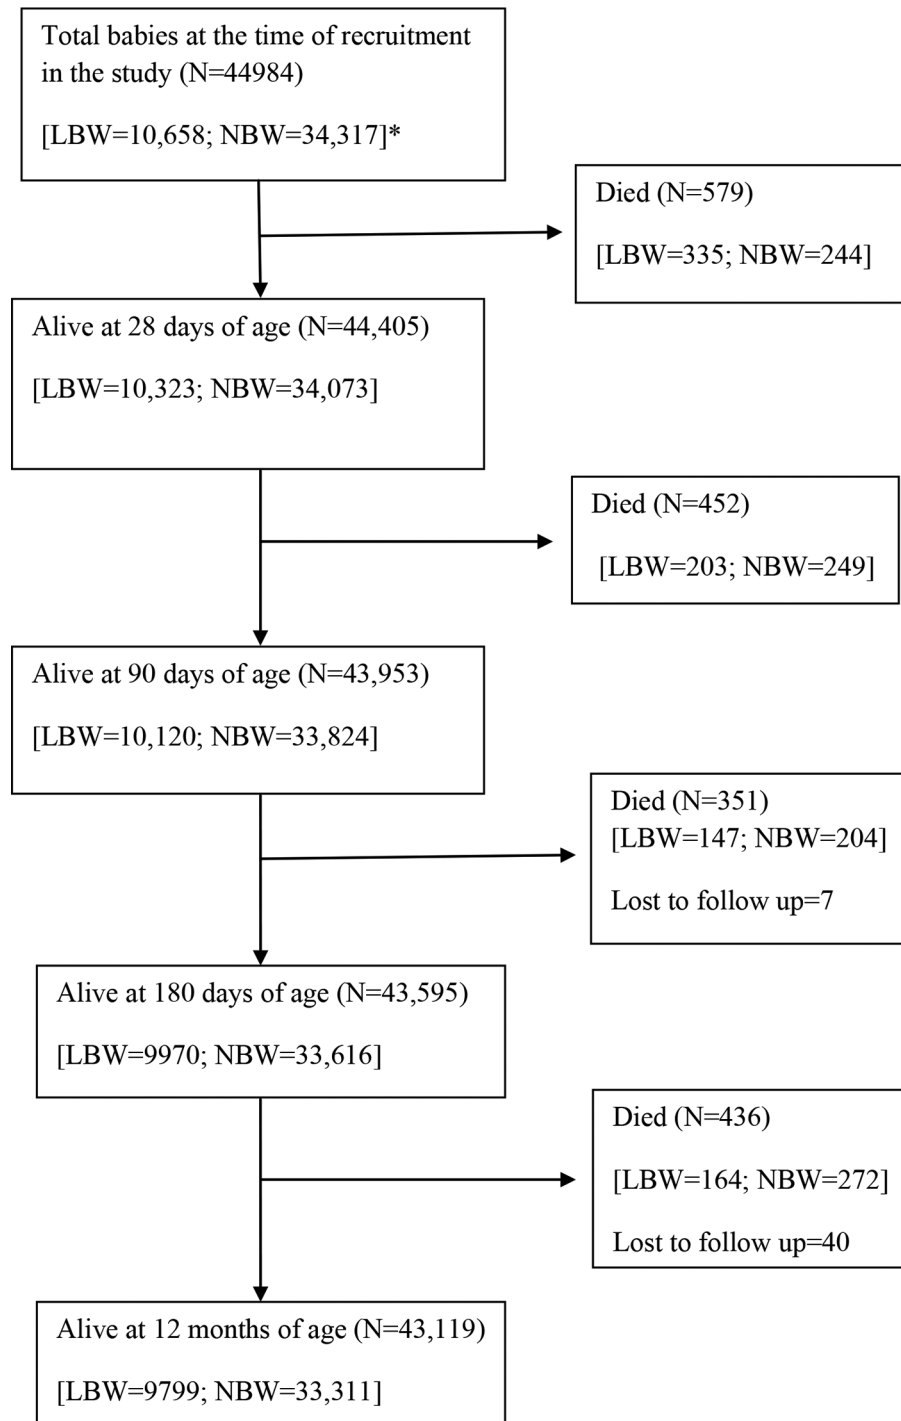 Total babies at the time of recruitment
in the study (N=44984)
[LBW=10,658; NBW=34,317]*
Died (N=579)
[LBW=335; NBW=244]
Alive at 28 days of age (N=44,405)
[LBW=10,323; NBW=34,073]
Died (N=452)
[LBW=203; NBW=249]
Alive at 90 days of age (N=43,953)
[LBW=10,120; NBW=33,824]
Died (N=351)
[LBW=147; NBW=204]
Lost to follow up=7
Alive at 180 days of age (N=43,595)
[LBW=9970; NBW=33,616]
Died (N=436)
[LBW=164; NBW=272]
Lost to follow up=40
Alive at 12 months of age (N=43,119)
[LBW=9799; NBW=33,311]